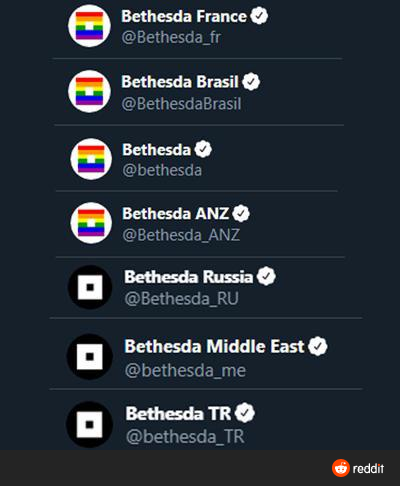 Bethesda France
@Bethesda_fr
Bethesda Brasil
@BethesdaBrasil
Bethesda
@bethesda
Bethesda ANZ
@Bethesda_ANZ
Bethesda Russia
@Bethesda_RU
Bethesda Middle East
@bethesda_me
Bethesda TR
@bethesda_TR
reddit